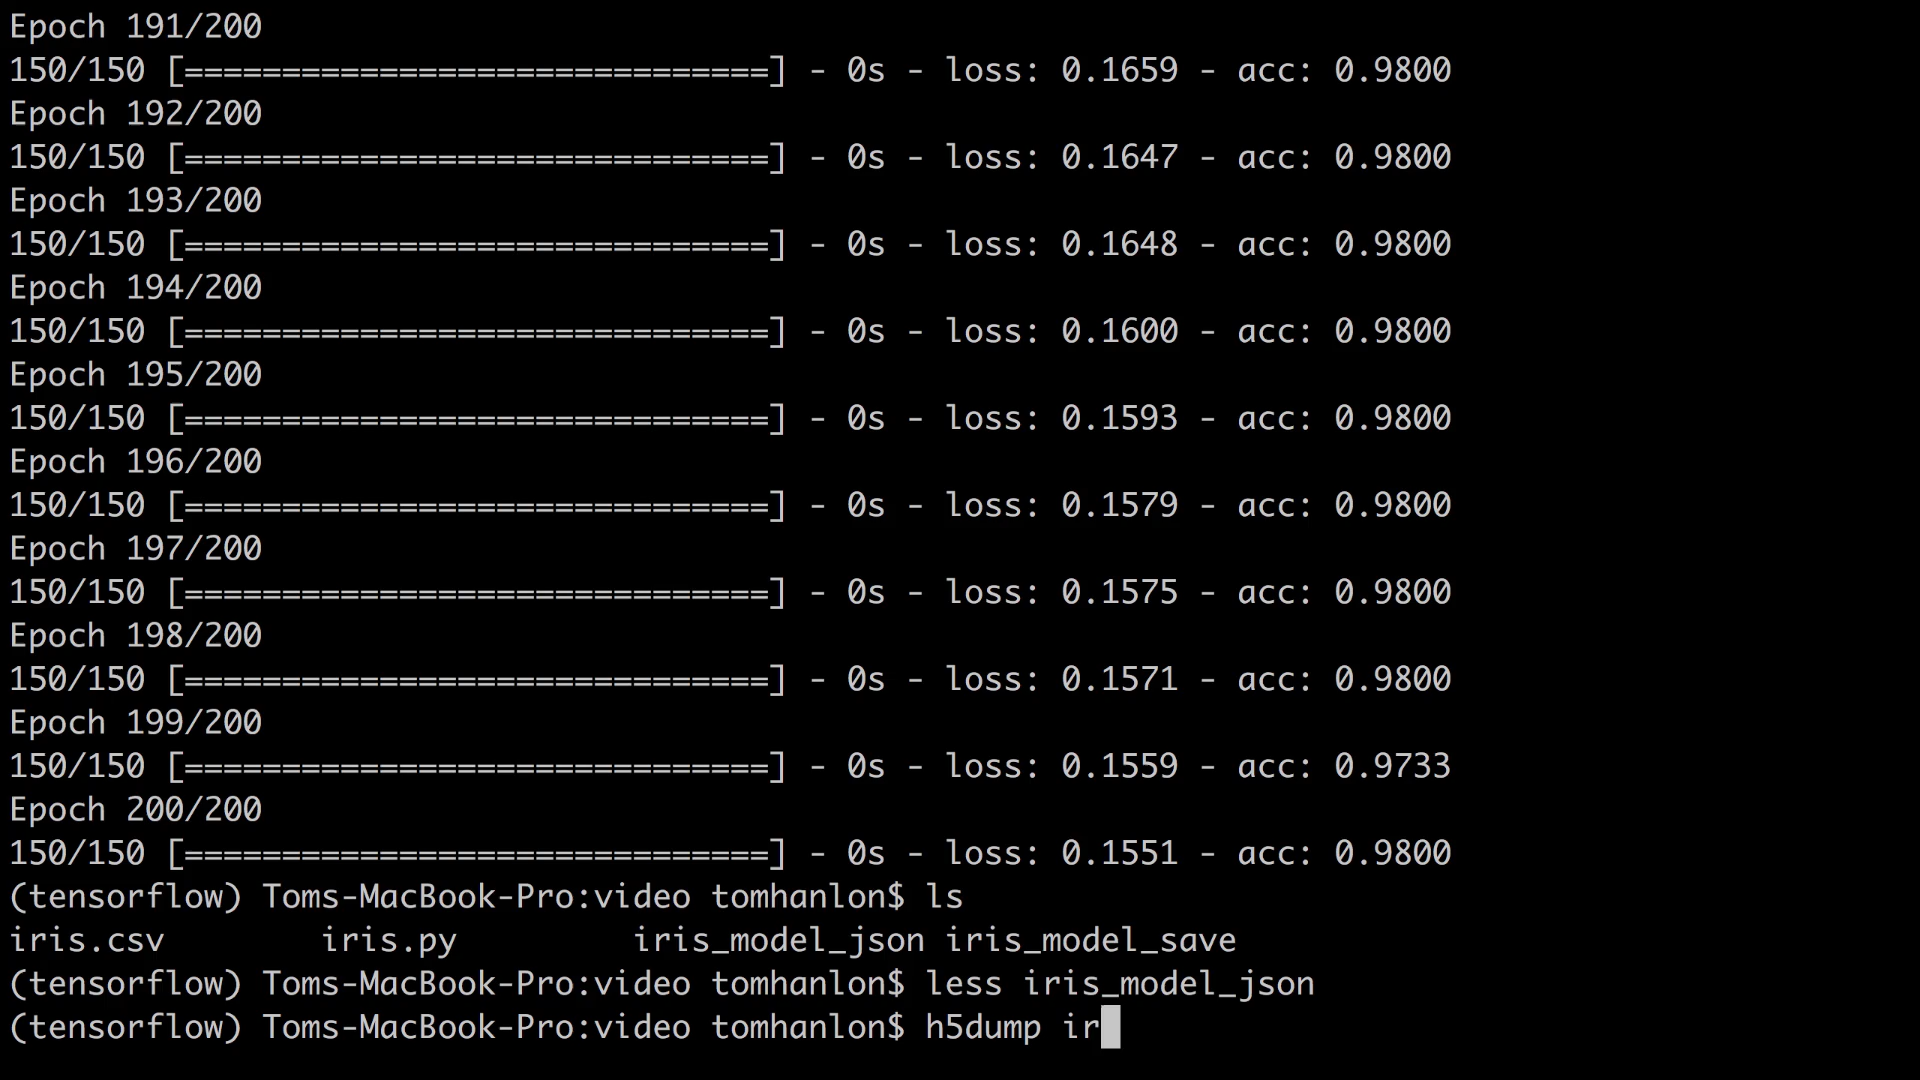 Epoch 191/200
150/150 [==============================] - 0s - loss: 0.1659 - acc: 0.9800
Epoch 192/200
150/150 [==============================] - 0s - loss: 0.1647 - acc: 0.9800
Epoch 193/200
150/150 [==============================] - 0s - loss: 0.1648 - acc: 0.9800
Epoch 194/200
150/150 [==============================] - 0s - loss: 0.1600 - acc: 0.9800
Epoch 195/200
150/150 [==============================] - 0s - loss: 0.1593 - acc: 0.9800
Epoch 196/200
150/150 [==============================] - 0s - loss: 0.1579 - acc: 0.9800
Epoch 197/200
150/150 [==============================] - 0s - loss: 0.1575 - acc: 0.9800
Epoch 198/200
150/150 [==============================] - 0s - loss: 0.1571 - acc: 0.9800
Epoch 199/200
150/150 [==============================] - 0s - loss: 0.1559 - acc: 0.9733
Epoch 200/200
150/150 [==============================] - 0s - loss: 0.1551 - acc: 0.9800
(tensorflow) Toms-MacBook-Pro:video tomhanlon$ ls
iris.csv        iris.py         iris_model_json iris_model_save
(tensorflow) Toms-MacBook-Pro:video tomhanlon$ less iris_model_json
(tensorflow) Toms-MacBook-Pro:video tomhanlon$ h5dump ir